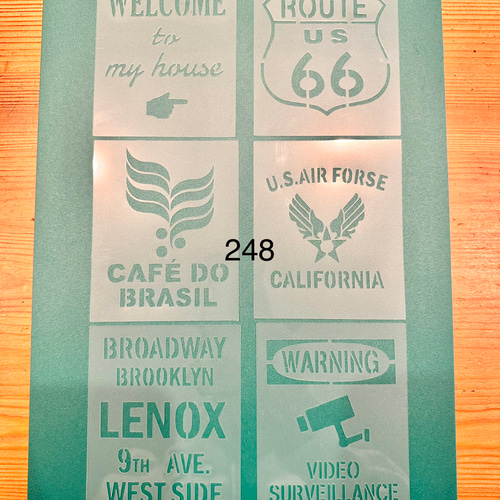 WELCOME
to
my house
ROUTE
US
66
CAFÉ DO
BRASIL
U.S.AIR FORSE
CALIFORNIA
248
BROADWAY
BROOKLYN
LENOX
9TH AVE.
WEST SIDE
WARNING
VIDEO
SURVEILLANCE